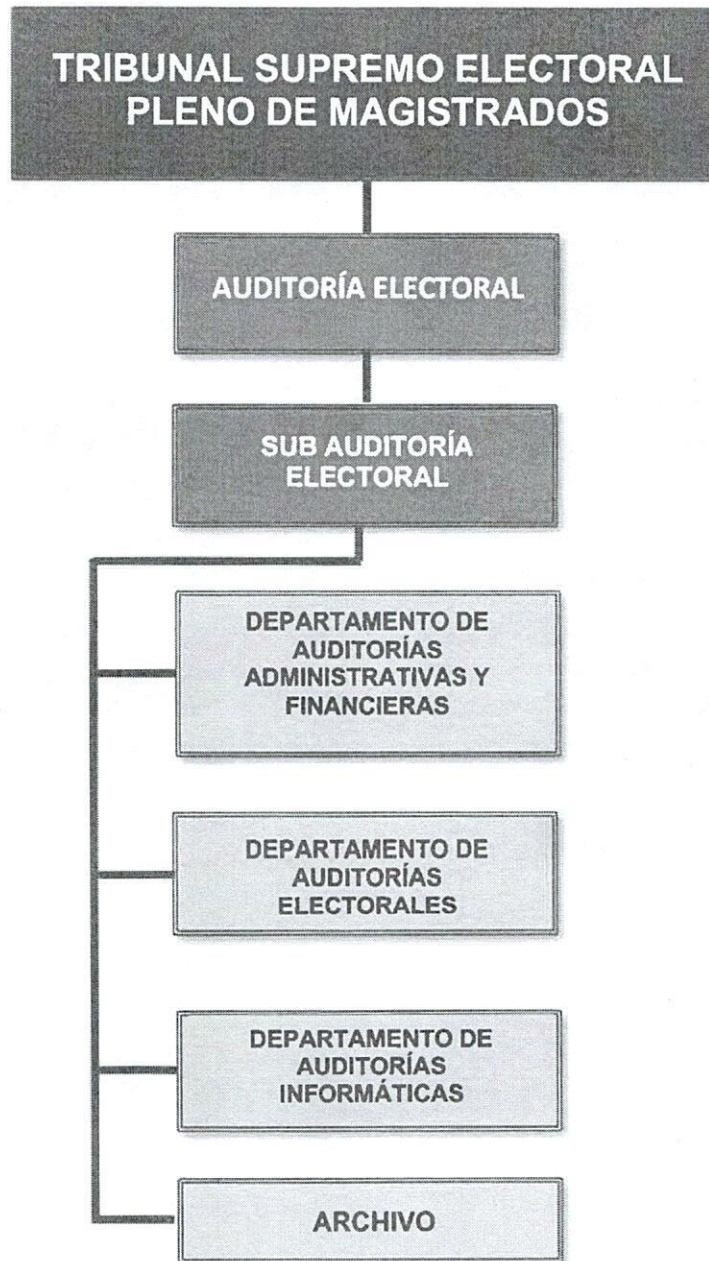 TRIBUNAL SUPREMO ELECTORAL
PLENO DE MAGISTRADOS
AUDITORÍA ELECTORAL
SUB AUDITORÍA
ELECTORAL
DEPARTAMENTO DE
AUDITORÍAS
ADMINISTRATIVAS Y
FINANCIERAS
DEPARTAMENTO DE
AUDITORÍAS
ELECTORALES
DEPARTAMENTO DE
AUDITORÍAS
INFORMÁTICAS
ARCHIVO